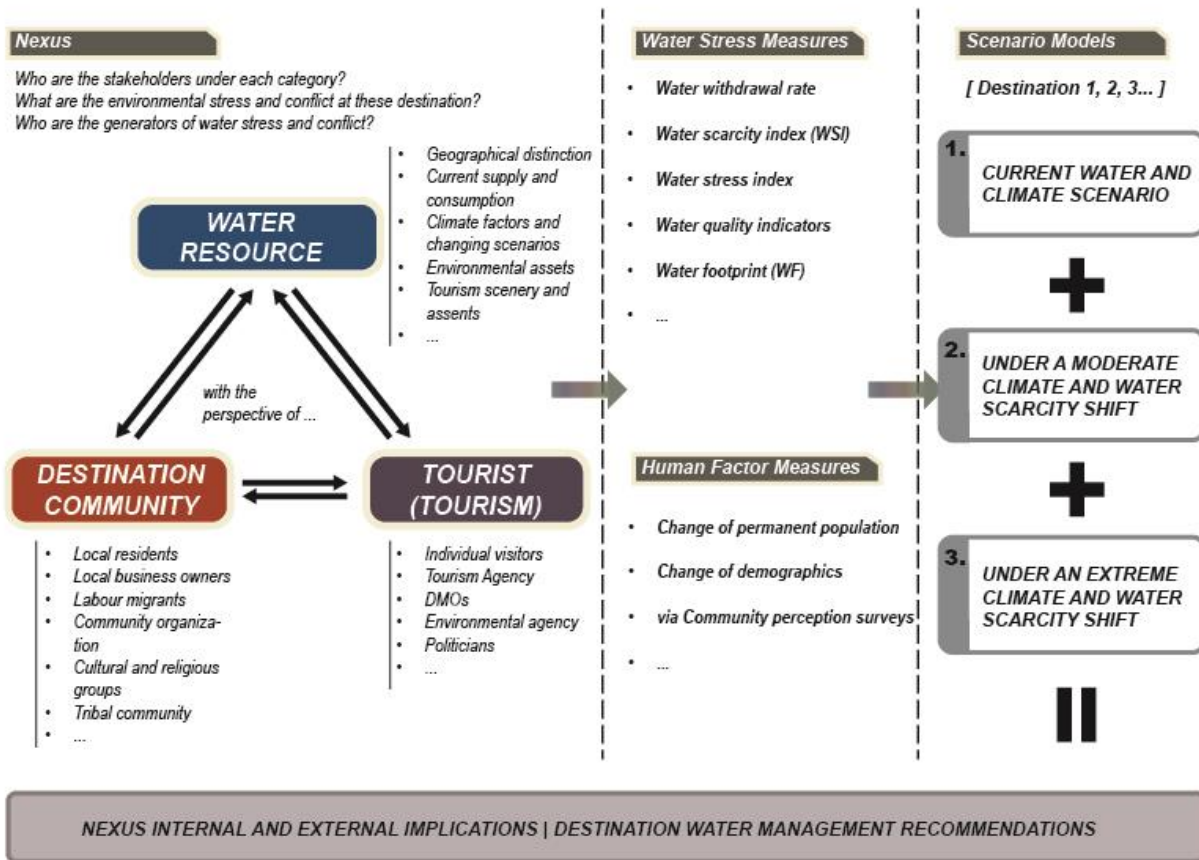 Nexus
Who are the stakeholders under each category?
What are the environmental stress and conflict at these destination?
Who are the generators of water stress and conflict?
WATER
RESOURCE
• Geographical distinction
• Current supply and
consumption
• Climate factors and
changing scenarios
• Environmental assets
• Tourism scenery and
assents
• ...
with the
perspective of ...
DESTINATION
COMMUNITY
• Local residents
• Local business owners
• Labour migrants
• Community organiza-
tion
• Cultural and religious
groups
• Tribal community
• ...
TOURIST
(TOURISM)
• Individual visitors
• Tourism Agency
• DMOs
• Environmental agency
• Politicians
• ...
Water Stress Measures
• Water withdrawal rate
• Water scarcity index (WSI)
• Water stress index
• Water quality indicators
• Water footprint (WF)
• ...
Human Factor Measures
• Change of permanent population
• Change of demographics
• via Community perception surveys
• ...
Scenario Models
[ Destination 1, 2, 3... ]
1.
CURRENT WATER AND
CLIMATE SCENARIO
+
2.
UNDER A MODERATE
CLIMATE AND WATER
SCARCITY SHIFT
+
3.
UNDER AN EXTREME
CLIMATE AND WATER
SCARCITY SHIFT
NEXUS INTERNAL AND EXTERNAL IMPLICATIONS | DESTINATION WATER MANAGEMENT RECOMMENDATIONS